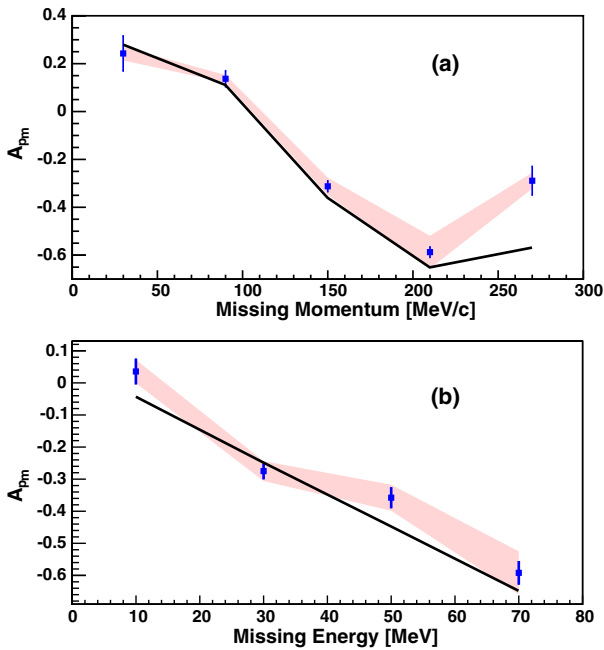 0.4
0.2
0
-0.2
-0.4
-0.6
A_pm
(a)
0 50 100 150 200 250 300
Missing Momentum [MeV/c]
0.1
0
-0.1
-0.2
-0.3
-0.4
-0.5
-0.6
A_pm
(b)
0 10 20 30 40 50 60 70 80
Missing Energy [MeV]